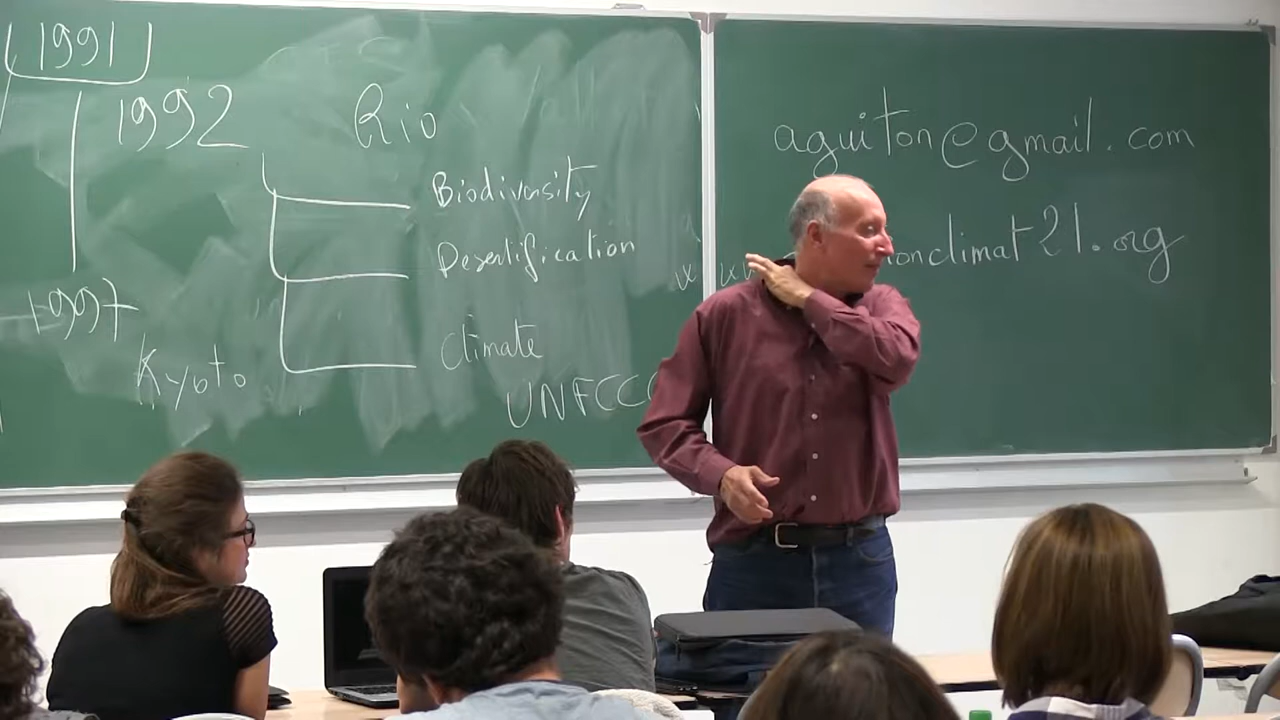 1991
1992 Rio
Biodiversity
Desertification
1997
Kyoto
Climate
UNFCCC
aguiton@gmail.com
onclimat21.org